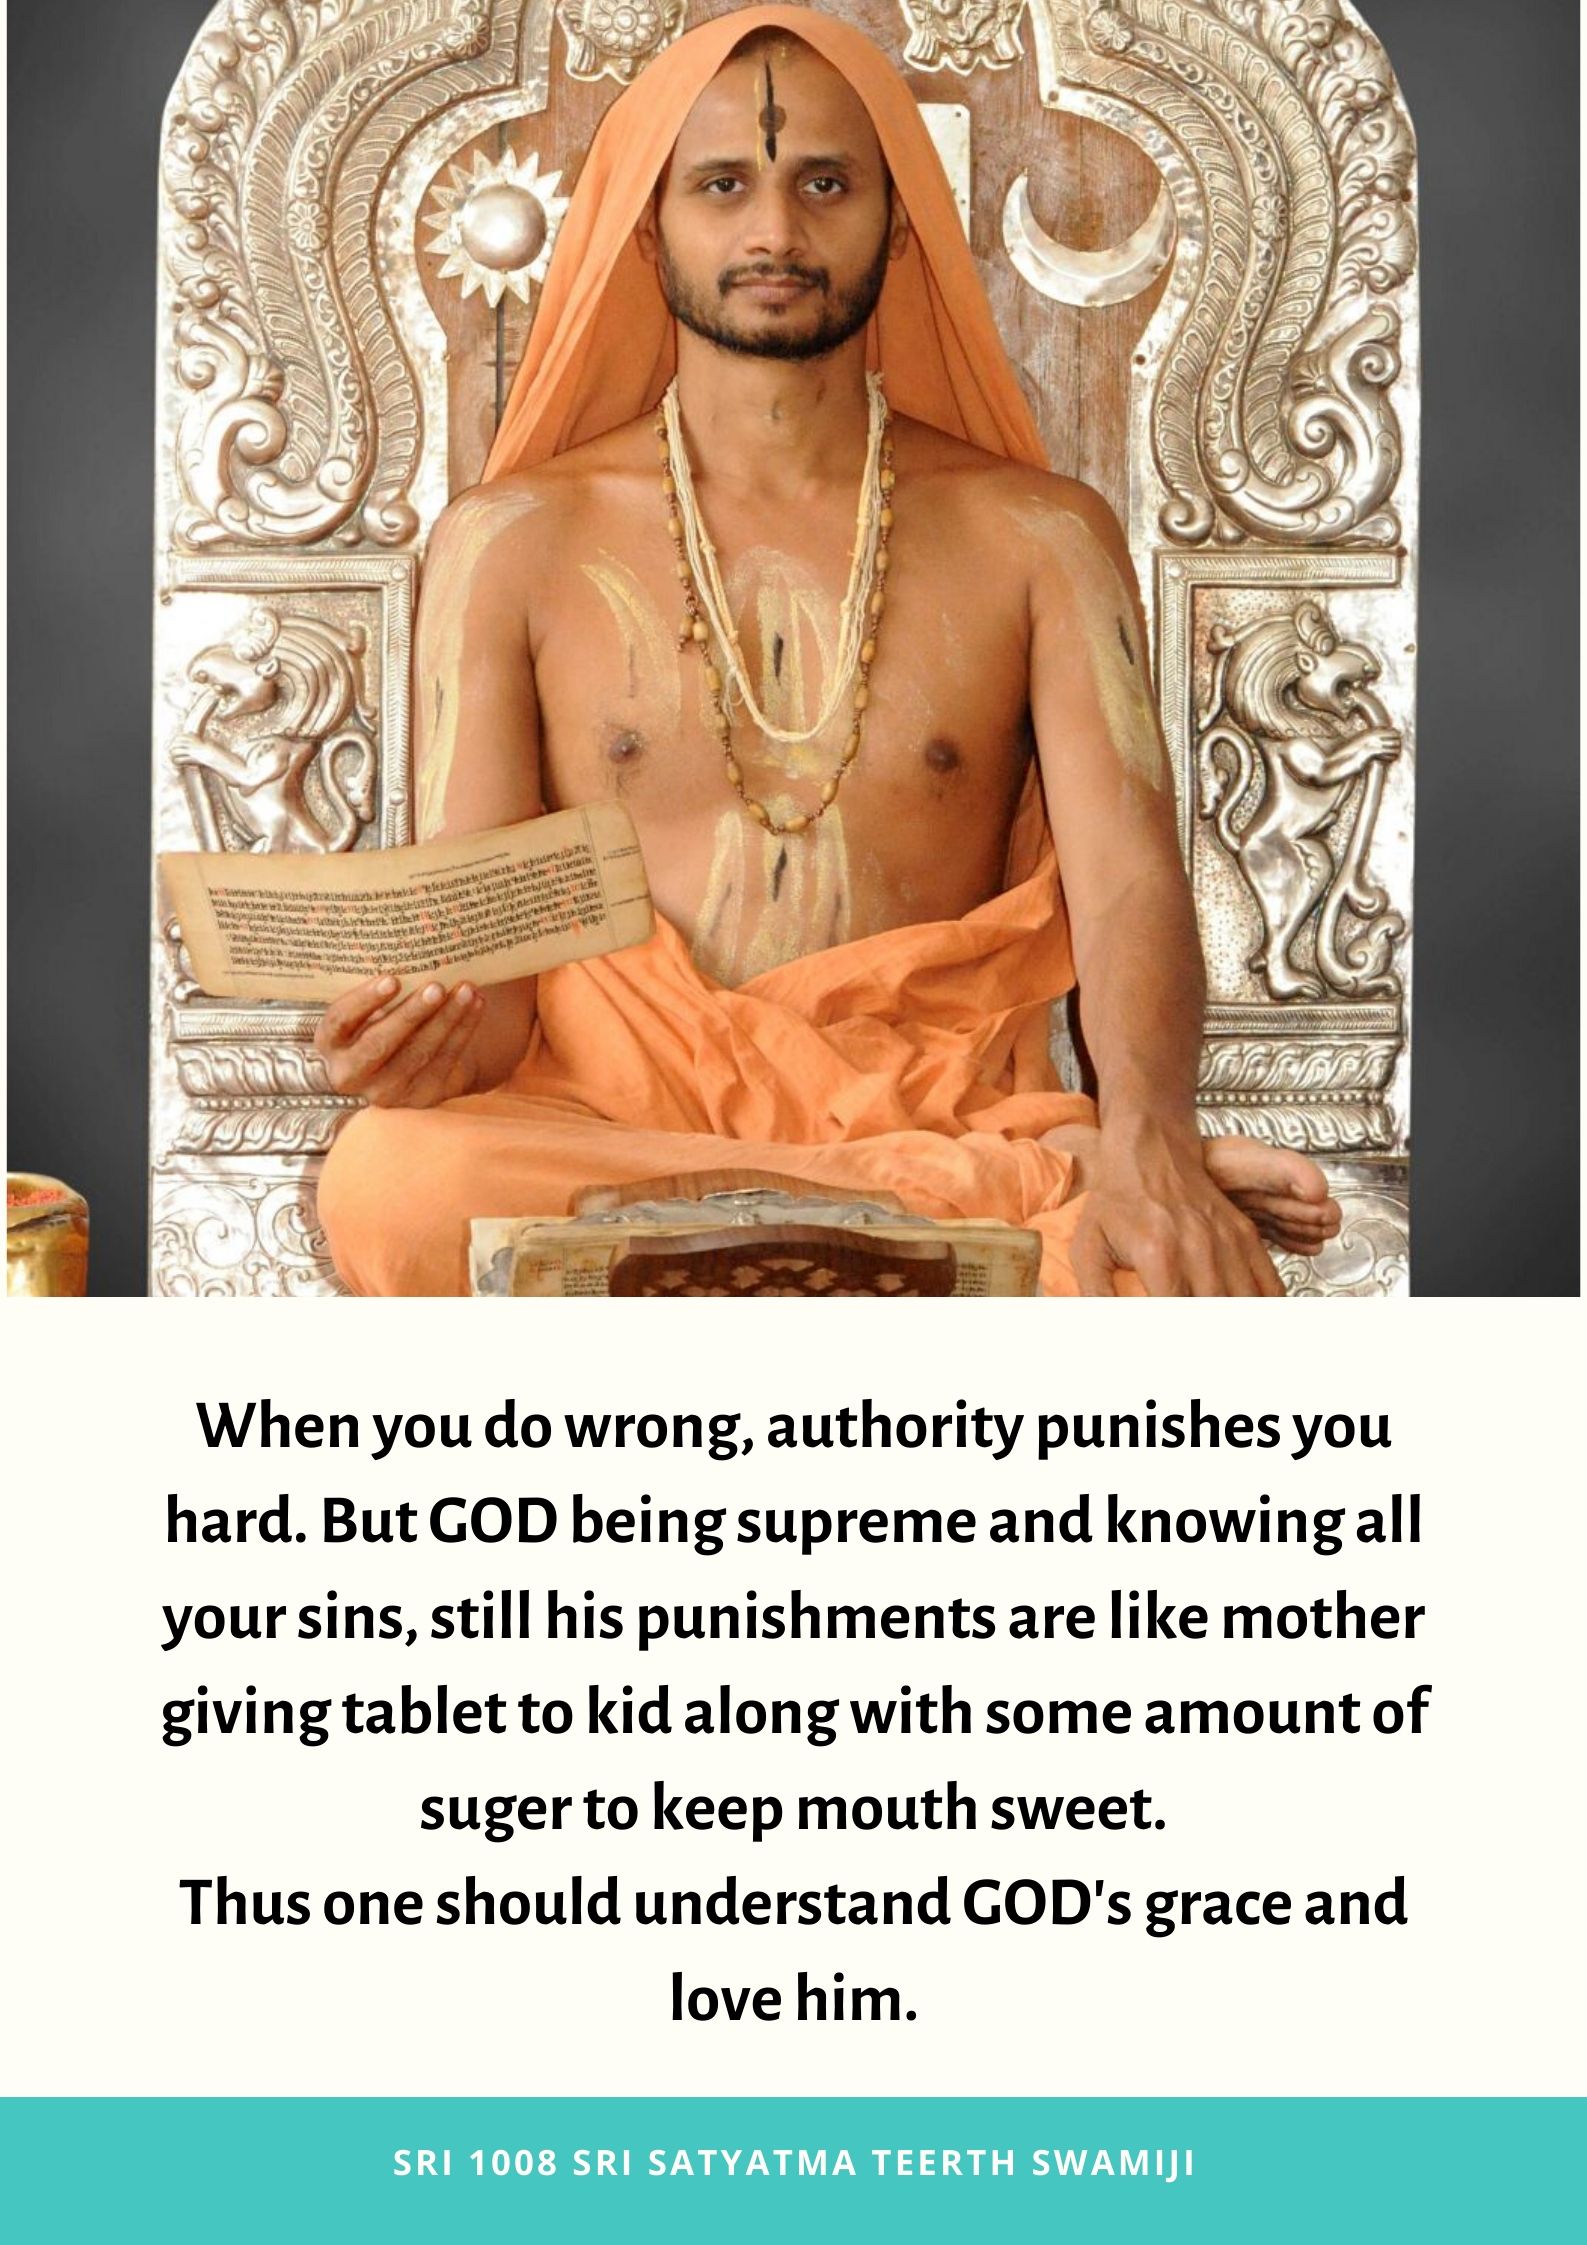 When you do wrong, authority punishes you
hard. But GOD being supreme and knowing all
your sins, still his punishments are like mother
giving tablet to kid along with some amount of
suger to keep mouth sweet.
Thus one should understand GOD's grace and
love him.
SRI 1008 SRI SATYATMA TEERTH SWAMIJI